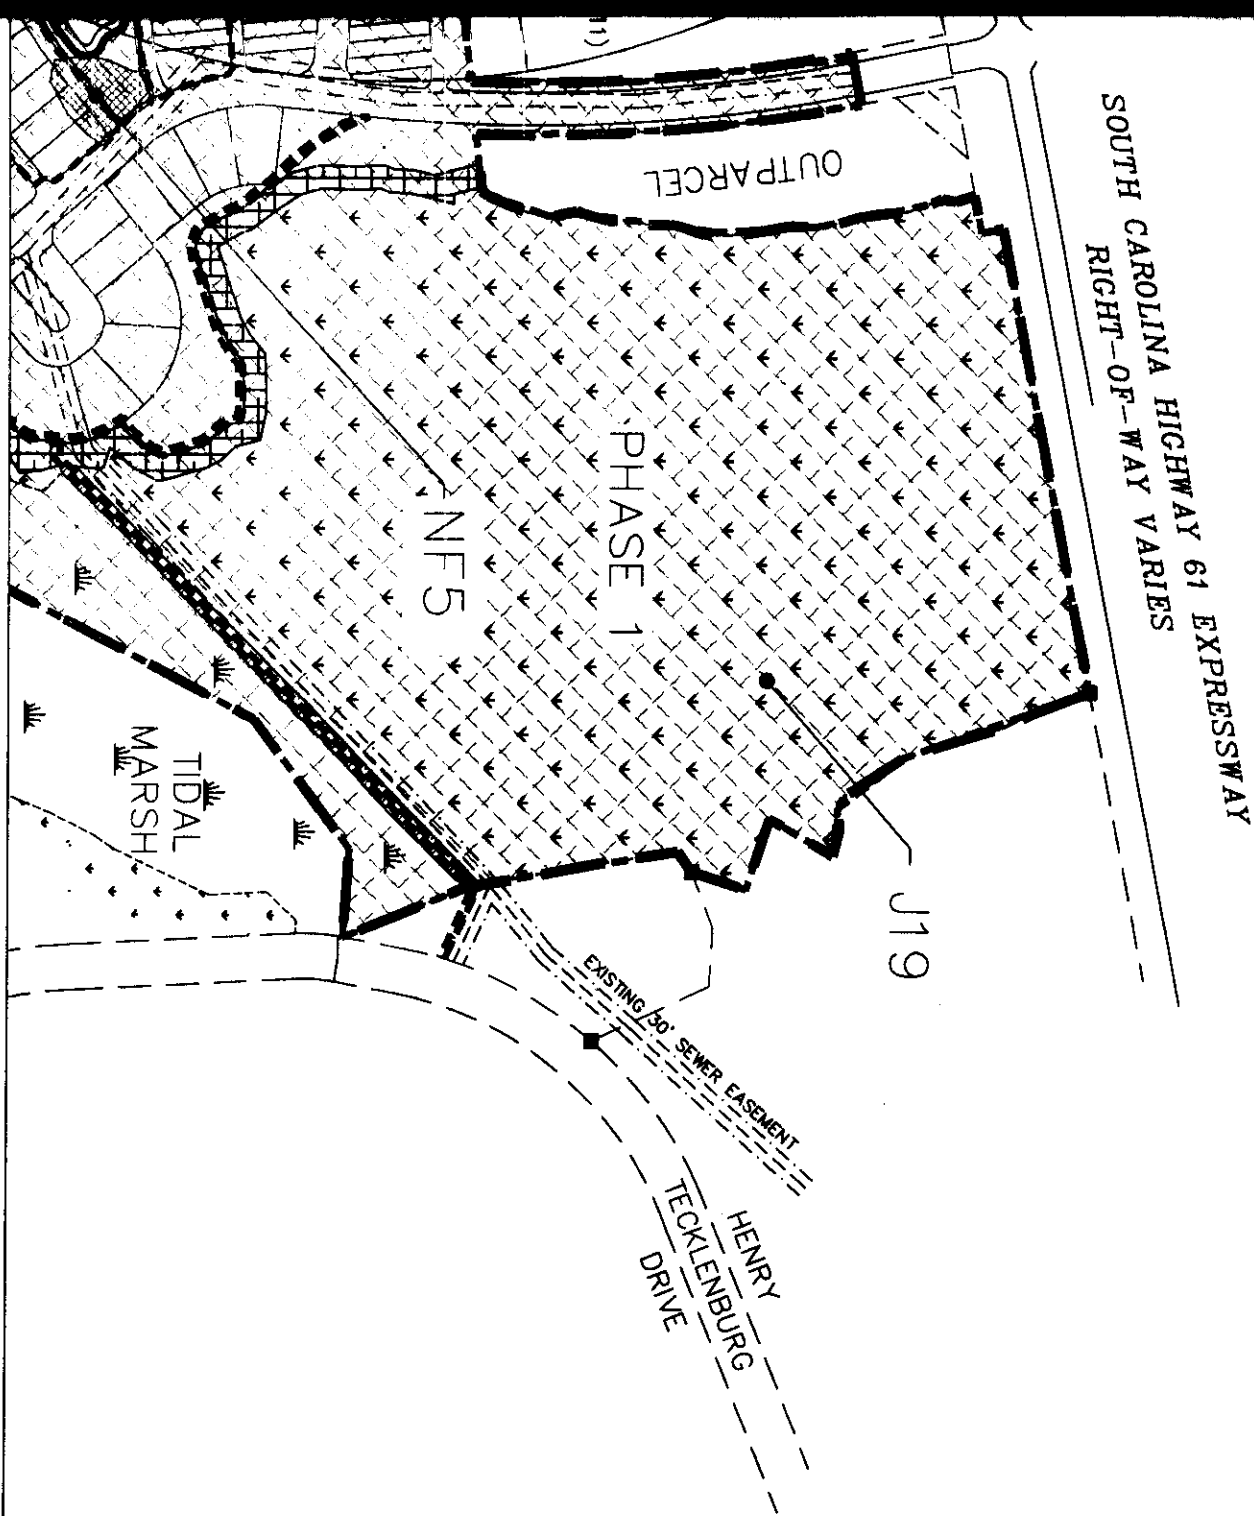 SOUTH CAROLINA HIGHWAY 61 EXPRESSWAY
RIGHT-OF-WAY VARIES
1)
OUTPARCEL
PHASE 1
NF5
J19
TIDAL
MARSH
EXISTING 30' SEWER EASEMENT
HENRY
TECKLENBURG
DRIVE